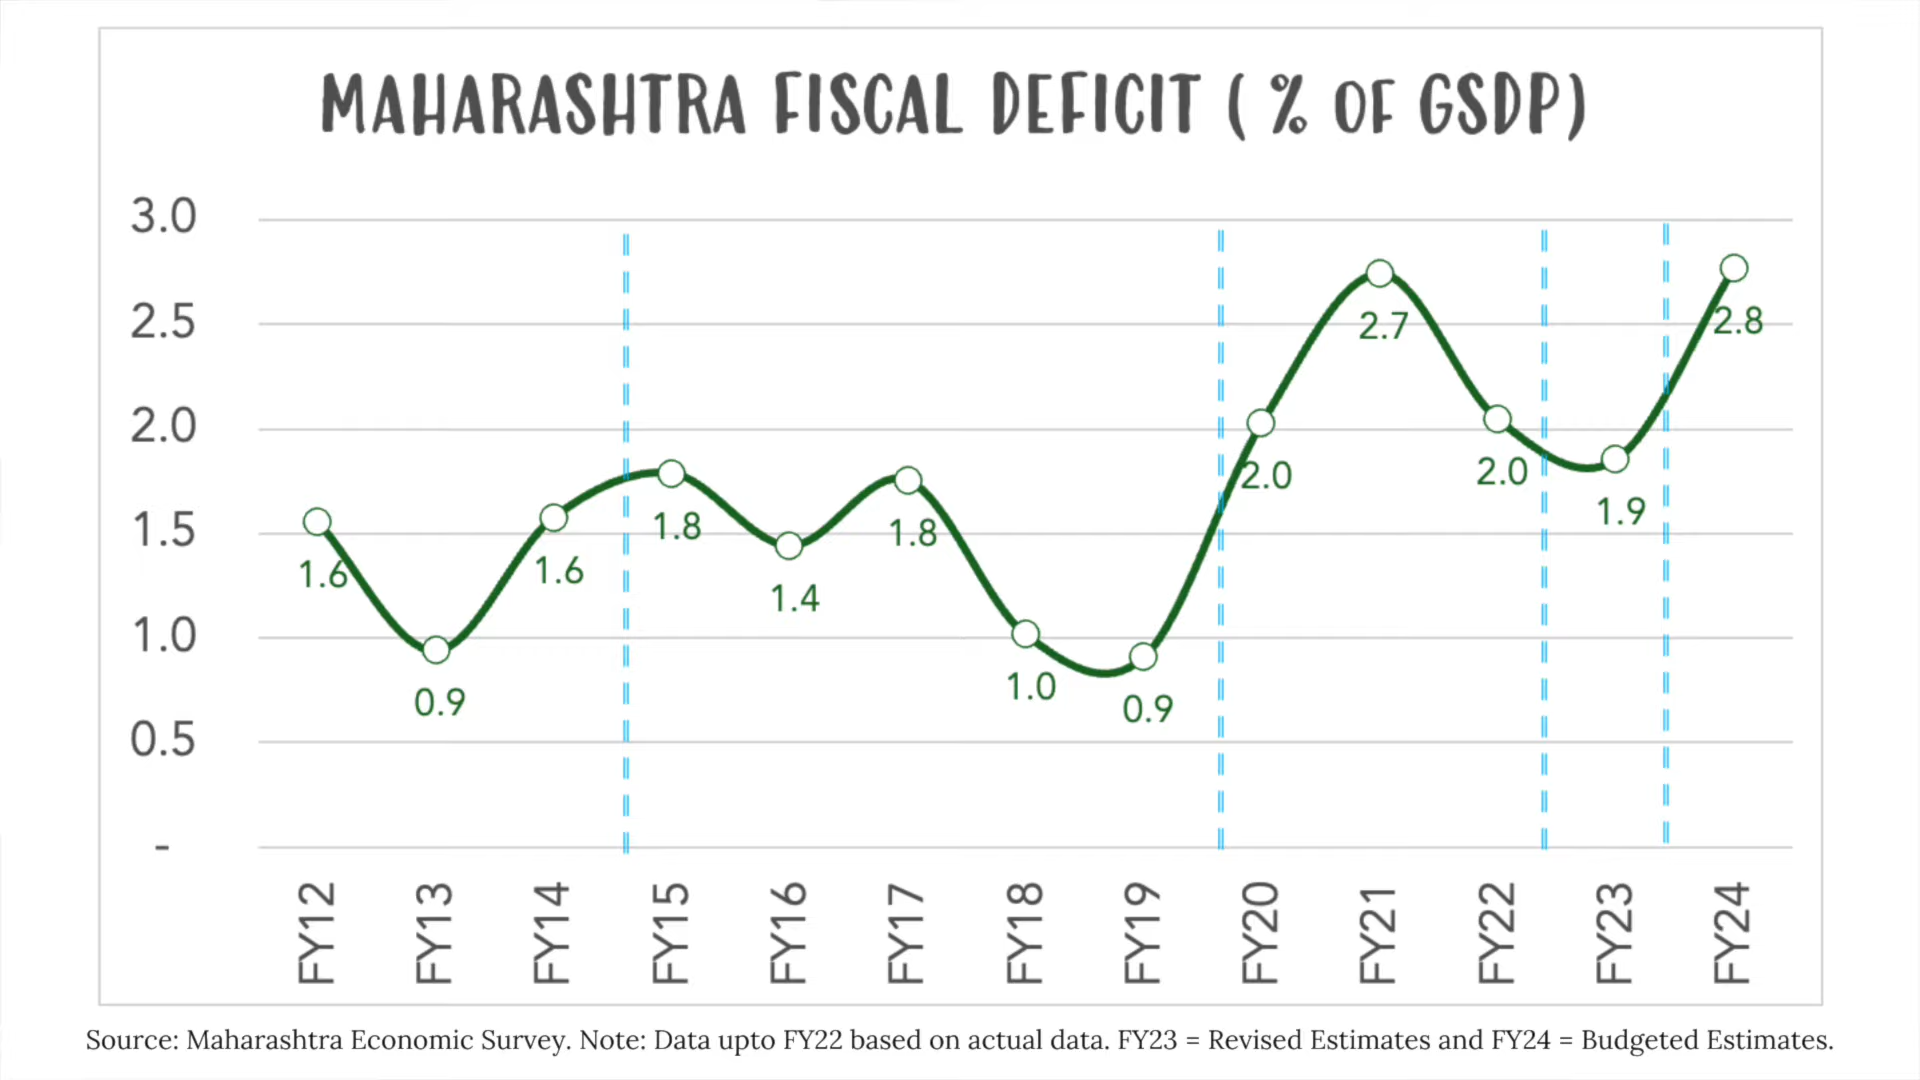 MAHARASHTRA FISCAL DEFICIT ( % OF GSDP)
3.0
2.5
2.0
1.5
1.0
0.5
-
1.6
0.9
1.6
1.8
1.4
1.8
1.0
0.9
2.0
2.7
2.0
1.9
2.8
FY12
FY13
FY14
FY15
FY16
FY17
FY18
FY19
FY20
FY21
FY22
FY23
FY24
Source: Maharashtra Economic Survey. Note: Data upto FY22 based on actual data. FY23 = Revised Estimates and FY24 = Budgeted Estimates.